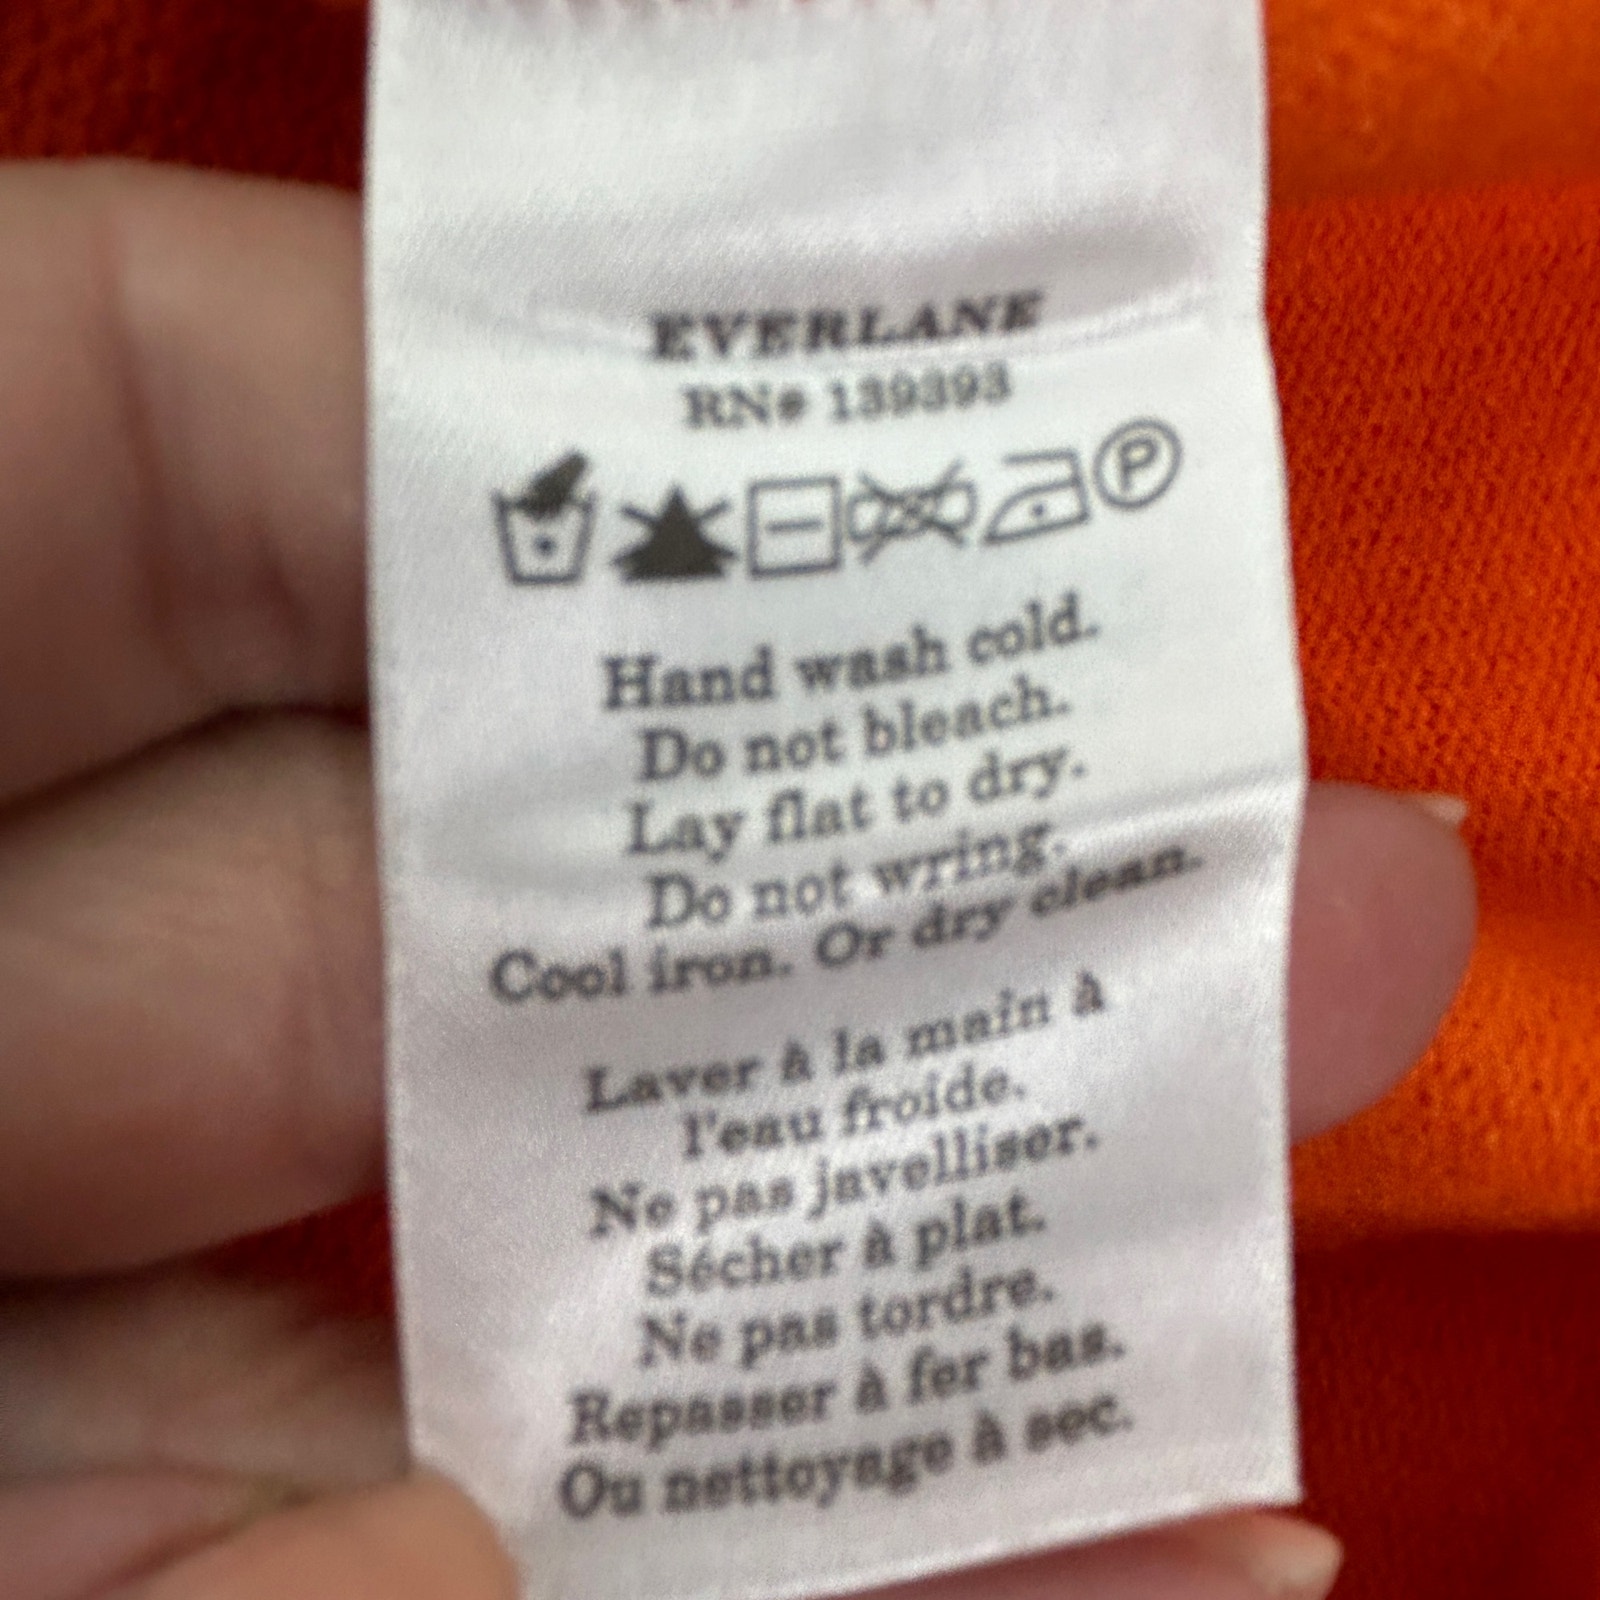 EVERLANE
RN# 139393
P
Hand wash cold.
Do not bleach.
Lay flat to dry.
Do not wring.
Cool iron. Or dry clean.
Laver à la main à
l'eau froide.
Ne pas javelliser.
Sécher à plat.
Ne pas tordre.
Repasser à fer bas.
Ou nettoyage à sec.